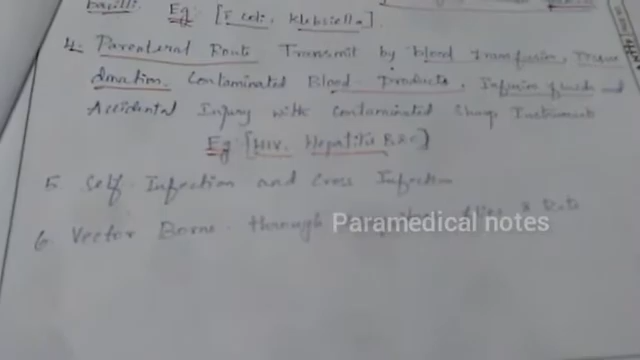 bacilli. Eg: [E coli, Klebsiella].
4. Parenteral Route Transmit by blood transfusion,
donation, Contaminated Blood Products, Infusion fluids and
Accidental Injury with contaminated Sharp Instruments
Eg: [HIV, Hepatitis B & C]
5. Self Infection and Cross Infection
6. Vector Borne - through & Rats
Paramedical notes